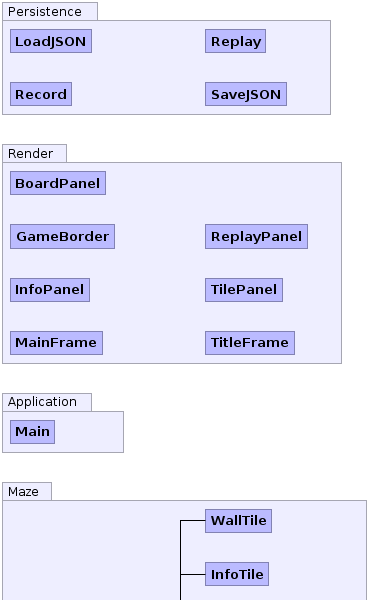 Persistence
LoadJSON Replay
Record SaveJSON
Render
BoardPanel
GameBorder ReplayPanel
InfoPanel TilePanel
MainFrame TitleFrame
Application
Main
Maze
WallTile
InfoTile